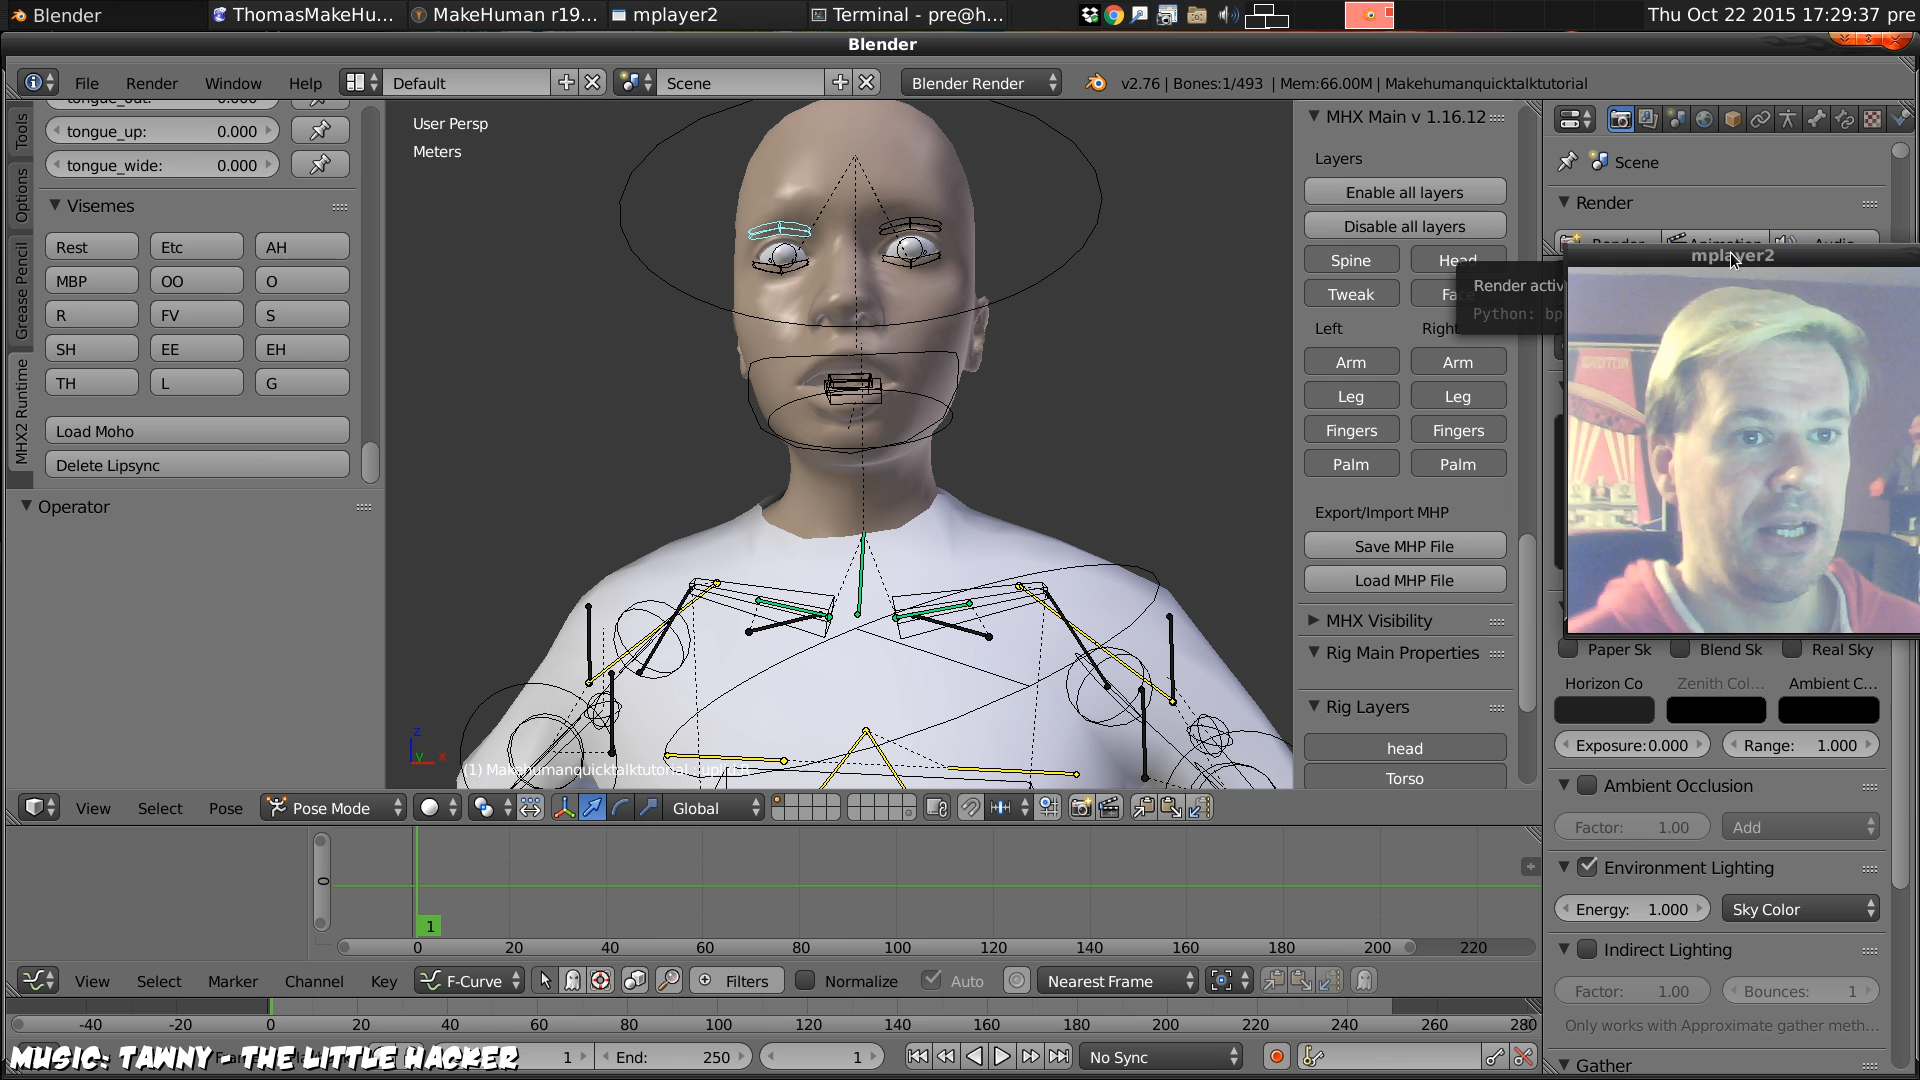 Blender
ThomasMakeHu...
MakeHuman r19...
mplayer2
Terminal - pre@h...
Thu Oct 22 2015 17:29:37 pre
Blender
File
Render
Window
Help
Default
Scene
Blender Render
v2.76 | Bones:1/493 | Mem:66.00M | Makehumanquicktalktutorial
Tools
Options
Grease Pencil
MHX2 Runtime
tongue_out: 0.000
tongue_up: 0.000
tongue_wide: 0.000
Visemes
Rest Etc AH
MBP OO O
R FV S
SH EE EH
TH L G
Load Moho
Delete Lipsync
Operator
User Persp
Meters
(1) Makehumanquicktalktutorial
MHX Main v 1.16.12
Layers
Enable all layers
Disable all layers
Spine Head
Tweak
Left Right
Arm Arm
Leg Leg
Fingers Fingers
Palm Palm
Export/Import MHP
Save MHP File
Load MHP File
MHX Visibility
Rig Main Properties
Rig Layers
head
Torso
Scene
Render
Render activ
Python: bp
mplayer2
Paper Sk Blend Sk Real Sky
Horizon Co Zenith Col... Ambient C...
Exposure:0.000 Range: 1.000
Ambient Occlusion
Factor: 1.00 Add
Environment Lighting
Energy: 1.000 Sky Color
Indirect Lighting
Factor: 1.00 Bounces: 1
Only works with Approximate gather meth...
Gather
View Select Pose Pose Mode Global
0
1
0 20 40 60 80 100 120 140 160 180 200 220
View Select Marker Channel Key F-Curve Filters Normalize Auto Nearest Frame
-40 -20 0 20 40 60 80 100 120 140 160 180 200 220 240 260 280
1 End: 250 1 No Sync
MUSIC: TAWNY - THE LITTLE HACKER